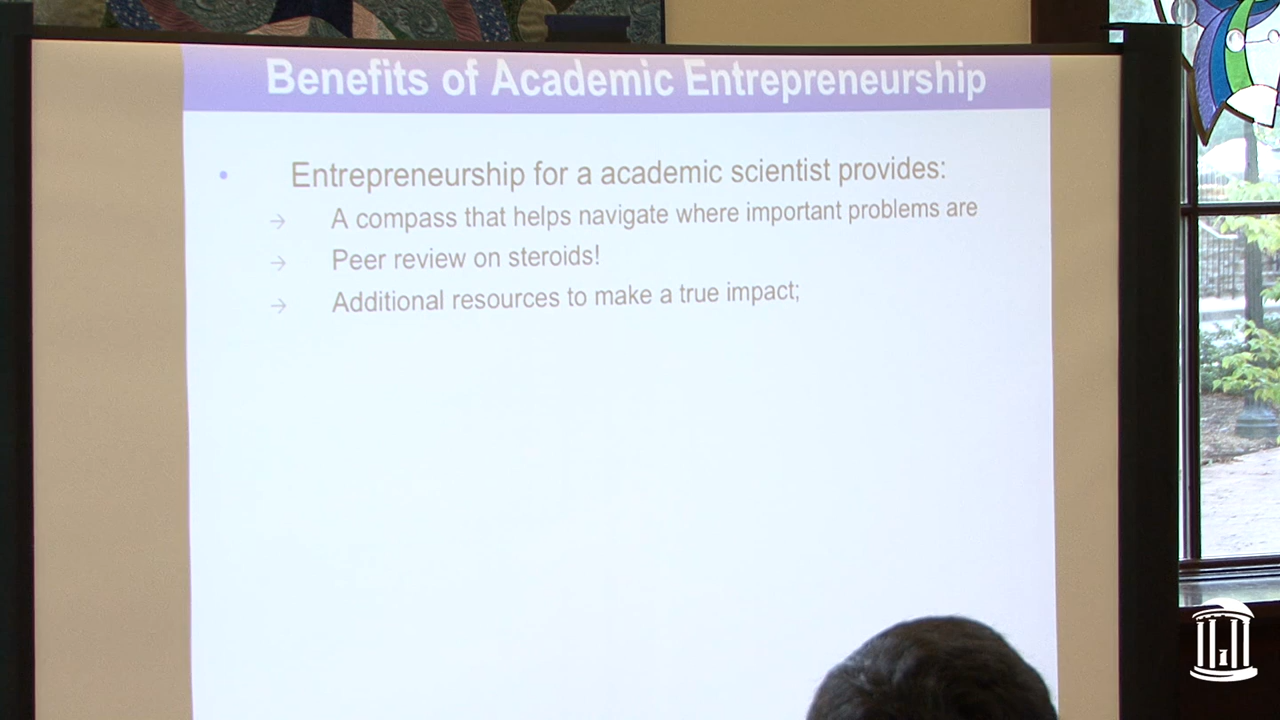 Benefits of Academic Entrepreneurship
• Entrepreneurship for a academic scientist provides:
→ A compass that helps navigate where important problems are
→ Peer review on steroids!
→ Additional resources to make a true impact;